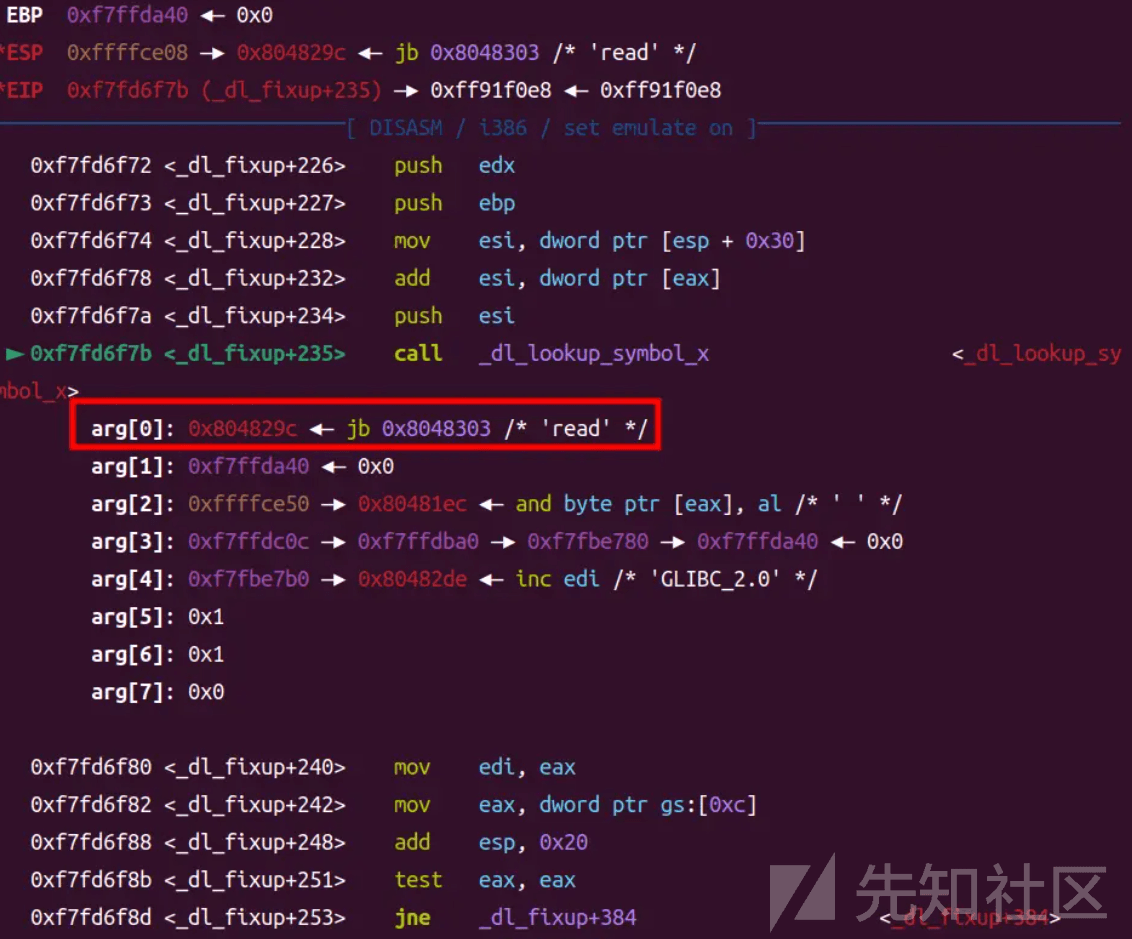 EBP 0xf7ffda40 ◂— 0x0
*ESP 0xffffce08 —▸ 0x804829c ◂— jb 0x8048303 /* 'read' */
*EIP 0xf7fd6f7b (_dl_fixup+235) —▸ 0xff91f0e8 ◂— 0xff91f0e8
[ DISASM / i386 / set emulate on ]
0xf7fd6f72 <_dl_fixup+226> push edx
0xf7fd6f73 <_dl_fixup+227> push ebp
0xf7fd6f74 <_dl_fixup+228> mov esi, dword ptr [esp + 0x30]
0xf7fd6f78 <_dl_fixup+232> add esi, dword ptr [eax]
0xf7fd6f7a <_dl_fixup+234> push esi
► 0xf7fd6f7b <_dl_fixup+235> call _dl_lookup_symbol_x <_dl_lookup_sy
mbol_x>
arg[0]: 0x804829c ◂— jb 0x8048303 /* 'read' */
arg[1]: 0xf7ffda40 ◂— 0x0
arg[2]: 0xffffce50 —▸ 0x80481ec ◂— and byte ptr [eax], al /* ' ' */
arg[3]: 0xf7ffdc0c —▸ 0xf7ffdba0 —▸ 0xf7fbe780 —▸ 0xf7ffda40 ◂— 0x0
arg[4]: 0xf7fbe7b0 —▸ 0x80482de ◂— inc edi /* 'GLIBC_2.0' */
arg[5]: 0x1
arg[6]: 0x1
arg[7]: 0x0
0xf7fd6f80 <_dl_fixup+240> mov edi, eax
0xf7fd6f82 <_dl_fixup+242> mov eax, dword ptr gs:[0xc]
0xf7fd6f88 <_dl_fixup+248> add esp, 0x20
0xf7fd6f8b <_dl_fixup+251> test eax, eax
0xf7fd6f8d <_dl_fixup+253> jne _dl_fixup+384 <_dl_fixup+384>
先知社区